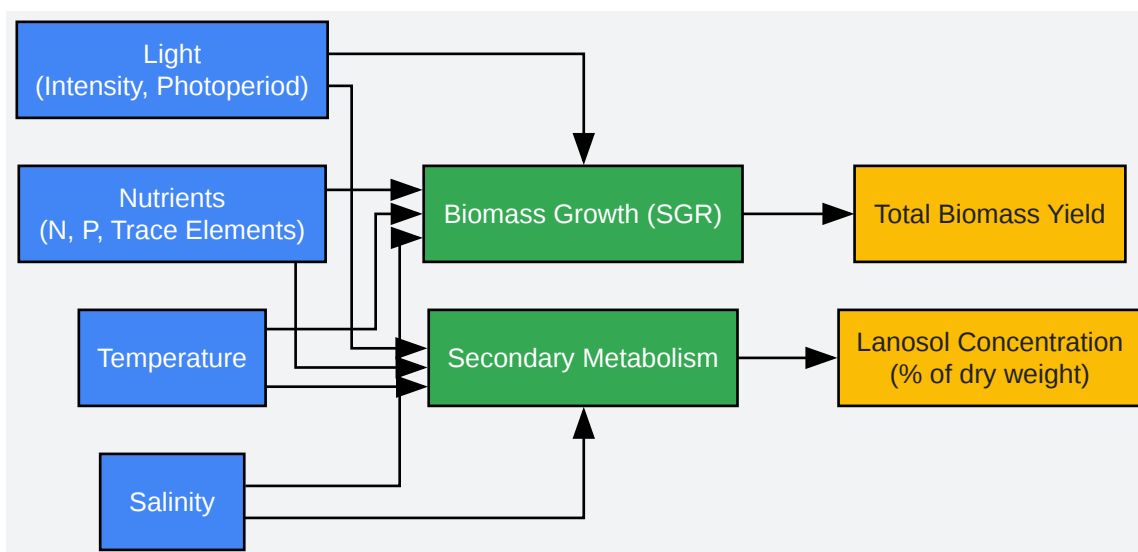 Light
(Intensity, Photoperiod)
Nutrients
(N, P, Trace Elements)
Biomass Growth (SGR)
Total Biomass Yield
Temperature
Secondary Metabolism
Lanosol Concentration
(% of dry weight)
Salinity